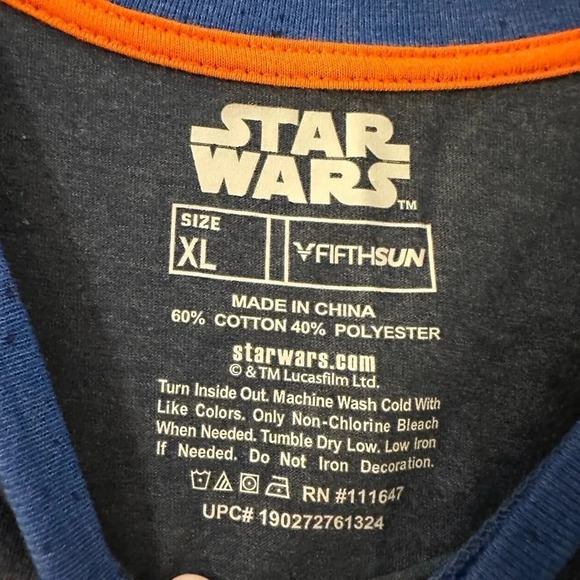 STAR
WARS™
SIZE
XL
FIFTHSUN
MADE IN CHINA
60% COTTON 40% POLYESTER
starwars.com
© & TM Lucasfilm Ltd.
Turn Inside Out. Machine Wash Cold With
Like Colors. Only Non-Chlorine Bleach
When Needed. Tumble Dry Low. Low Iron
If Needed. Do Not Iron Decoration.
RN #111647
UPC# 190272761324